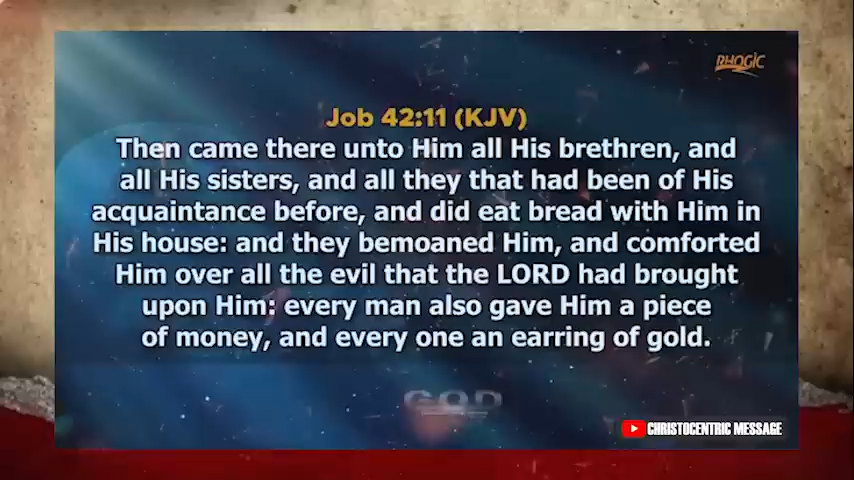 RHOGIC
Job 42:11 (KJV)
Then came there unto Him all His brethren, and
all His sisters, and all they that had been of His
acquaintance before, and did eat bread with Him in
His house: and they bemoaned Him, and comforted
Him over all the evil that the LORD had brought
upon Him: every man also gave Him a piece
of money, and every one an earring of gold.
GOD
CHRISTOCENTRIC MESSAGE